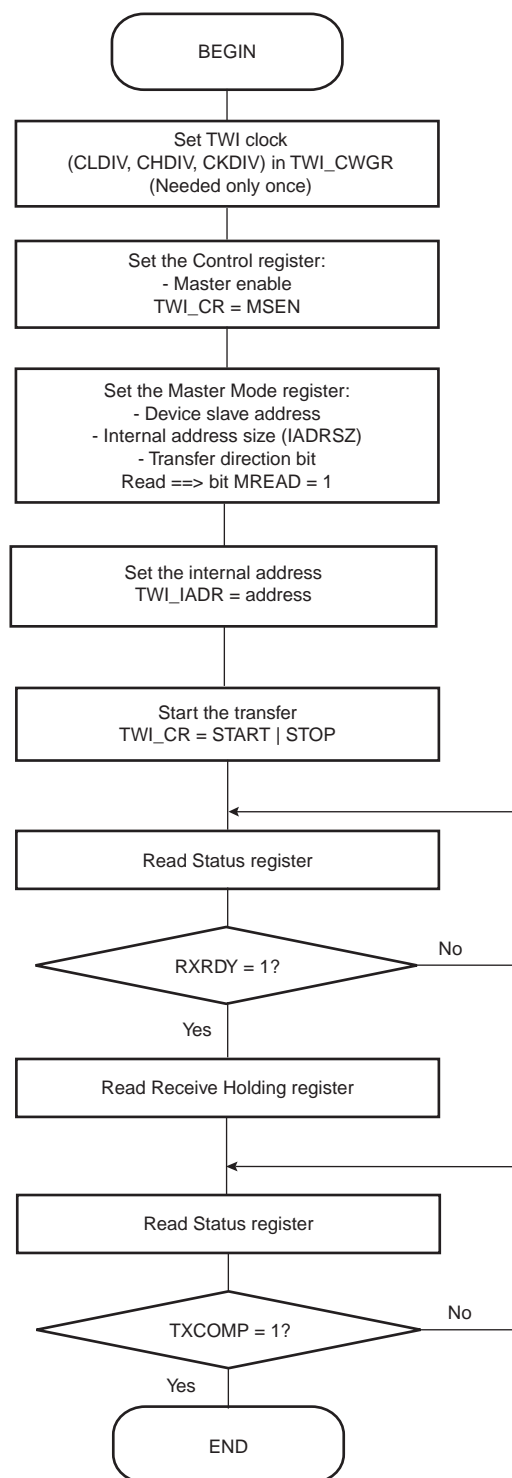 BEGIN
Set TWI clock
(CLDIV, CHDIV, CKDIV) in TWI_CWGR
(Needed only once)
Set the Control register:
- Master enable
TWI_CR = MSEN
Set the Master Mode register:
- Device slave address
- Internal address size (IADRSZ)
- Transfer direction bit
Read ==> bit MREAD = 1
Set the internal address
TWI_IADR = address
Start the transfer
TWI_CR = START | STOP
Read Status register
RXRDY = 1?
No
Yes
Read Receive Holding register
Read Status register
TXCOMP = 1?
No
Yes
END